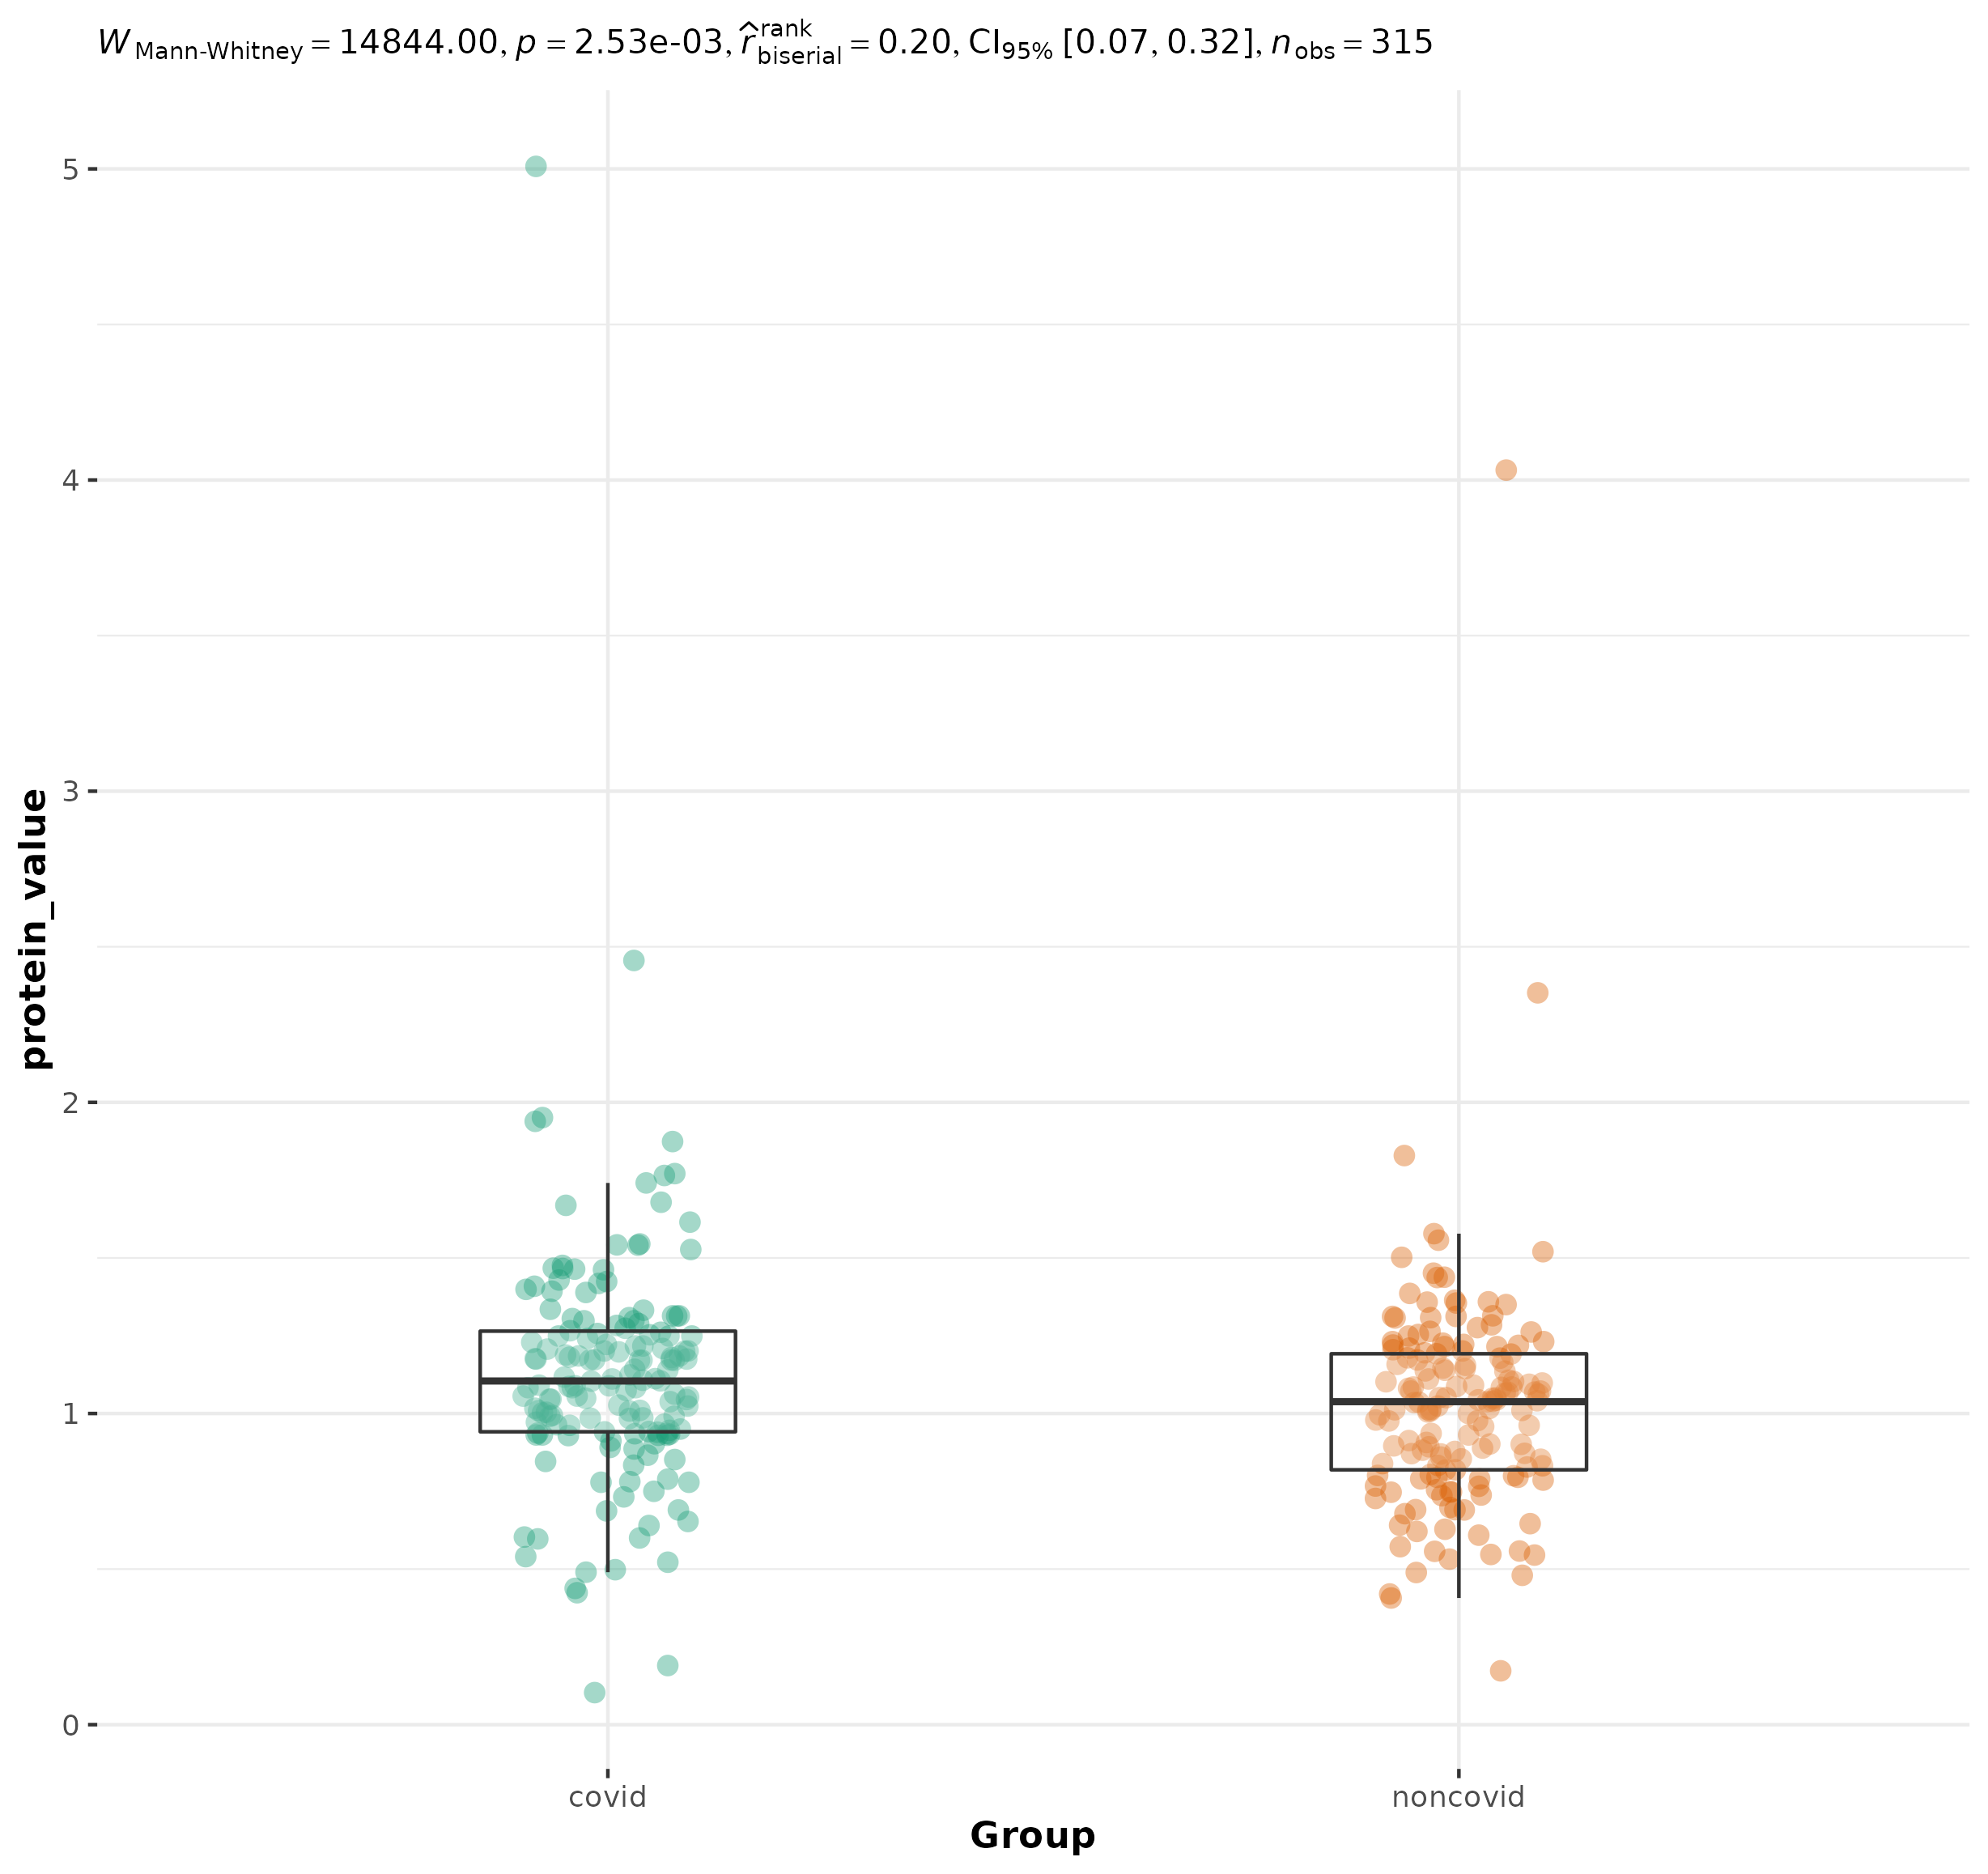 W Mann-Whitney = 14844.00, p = 2.53e-03, r̂ rank biserial = 0.20, CI95% [0.07, 0.32], n obs = 315
5
4
3
2
1
0
protein_value
covid noncovid
Group